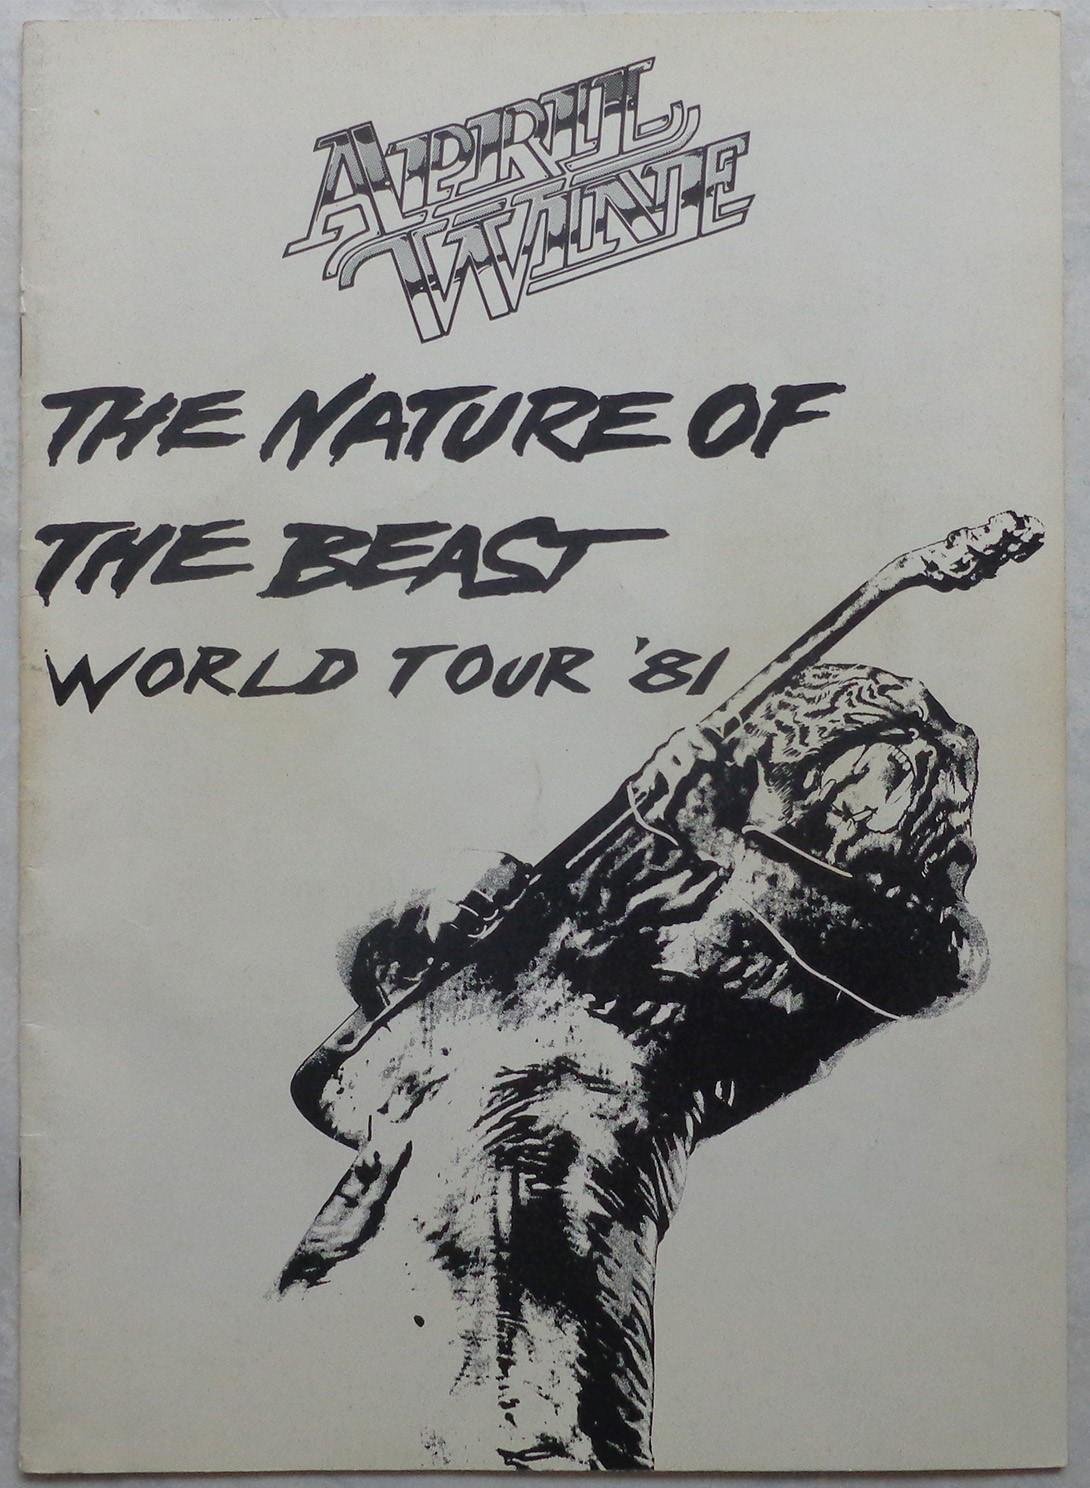 APRIL
WINE
THE NATURE OF
THE BEAST
WORLD TOUR '81